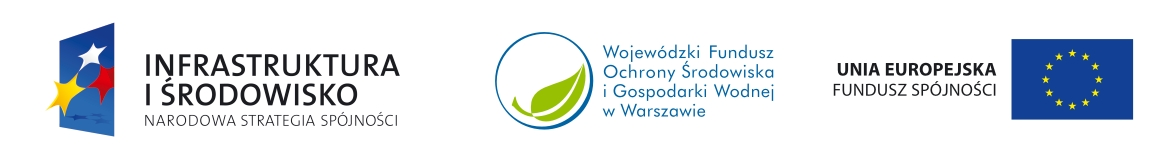 INFRASTRUKTURA
I ŚRODOWISKO
NARODOWA STRATEGIA SPÓJNOŚCI
Wojewódzki Fundusz
Ochrony Środowiska
i Gospodarki Wodnej
w Warszawie
UNIA EUROPEJSKA
FUNDUSZ SPÓJNOŚCI